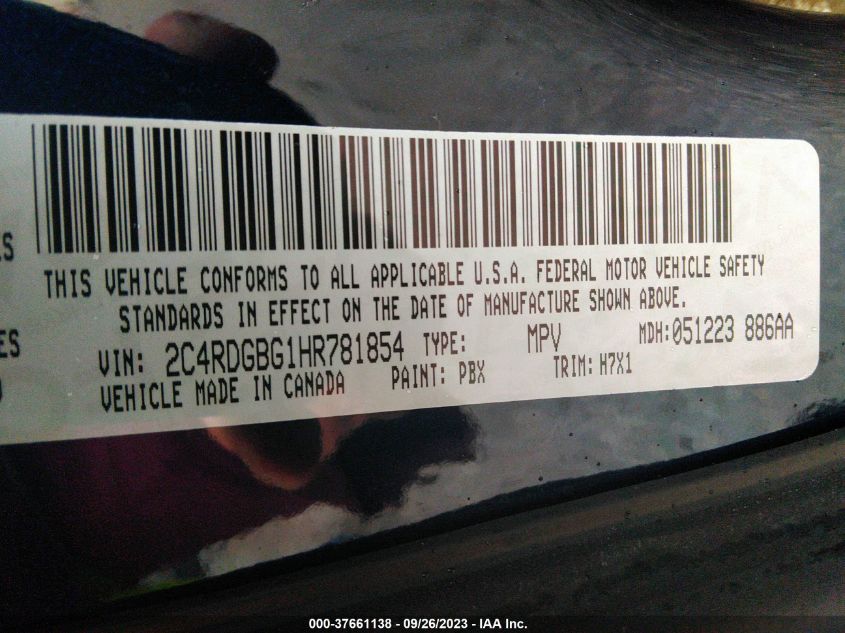 S
THIS VEHICLE CONFORMS TO ALL APPLICABLE U.S.A. FEDERAL MOTOR VEHICLE SAFETY
STANDARDS IN EFFECT ON THE DATE OF MANUFACTURE SHOWN ABOVE.
ES
VIN: 2C4RDGBG1HR781854 TYPE: MPV MDH:051223 886AA
VEHICLE MADE IN CANADA PAINT: PBX TRIM: H7X1
000-37661138 - 09/26/2023 - IAA Inc.